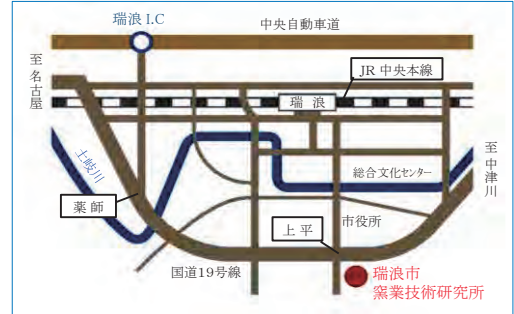 瑞浪 I.C
中央自動車道
至名古屋
JR 中央本線
瑞 浪
土岐川
総合文化センター
至中津川
薬 師
市役所
上 平
国道19号線
瑞浪市
窯業技術研究所